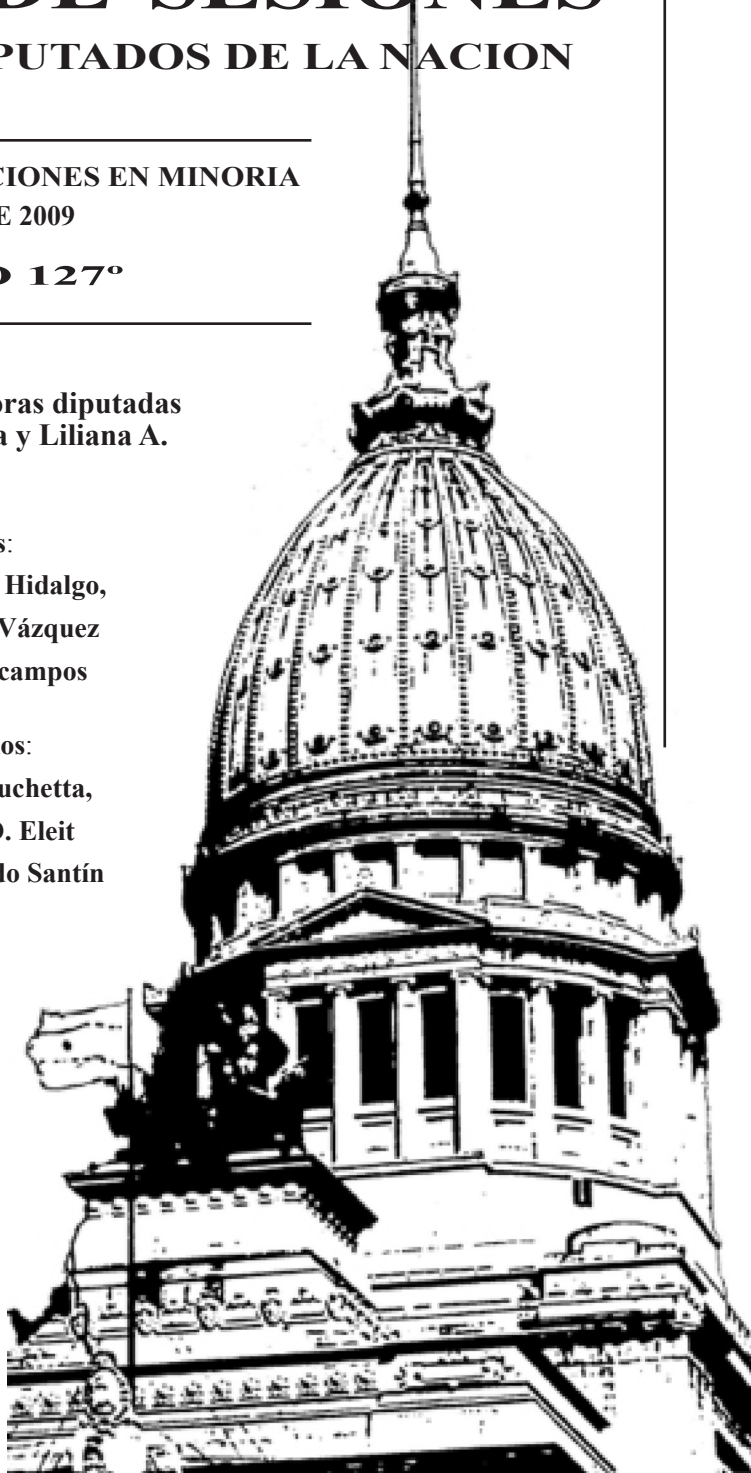 DE SESIONES
PUTADOS DE LA NACION
CIONES EN MINORIA
E 2009
O 127º
oras diputadas
a y Liliana A.
s:
Hidalgo,
Vázquez
campos
os:
uchetta,
D. Eleit
do Santín